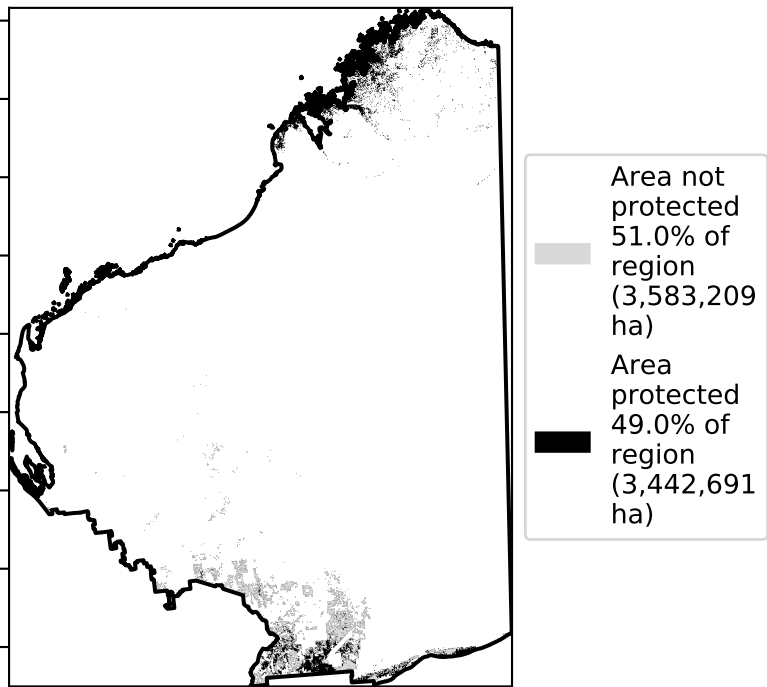 Area not
protected
51.0% of
region
(3,583,209
ha)
Area
protected
49.0% of
region
(3,442,691
ha)